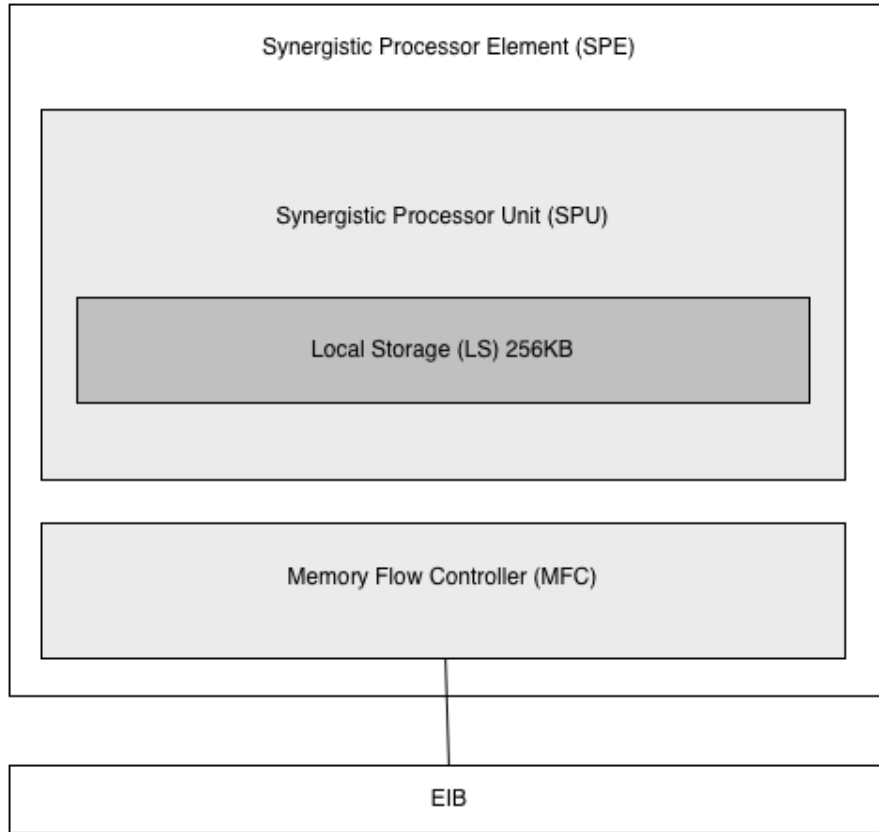 Synergistic Processor Element (SPE)
Synergistic Processor Unit (SPU)
Local Storage (LS) 256KB
Memory Flow Controller (MFC)
EIB